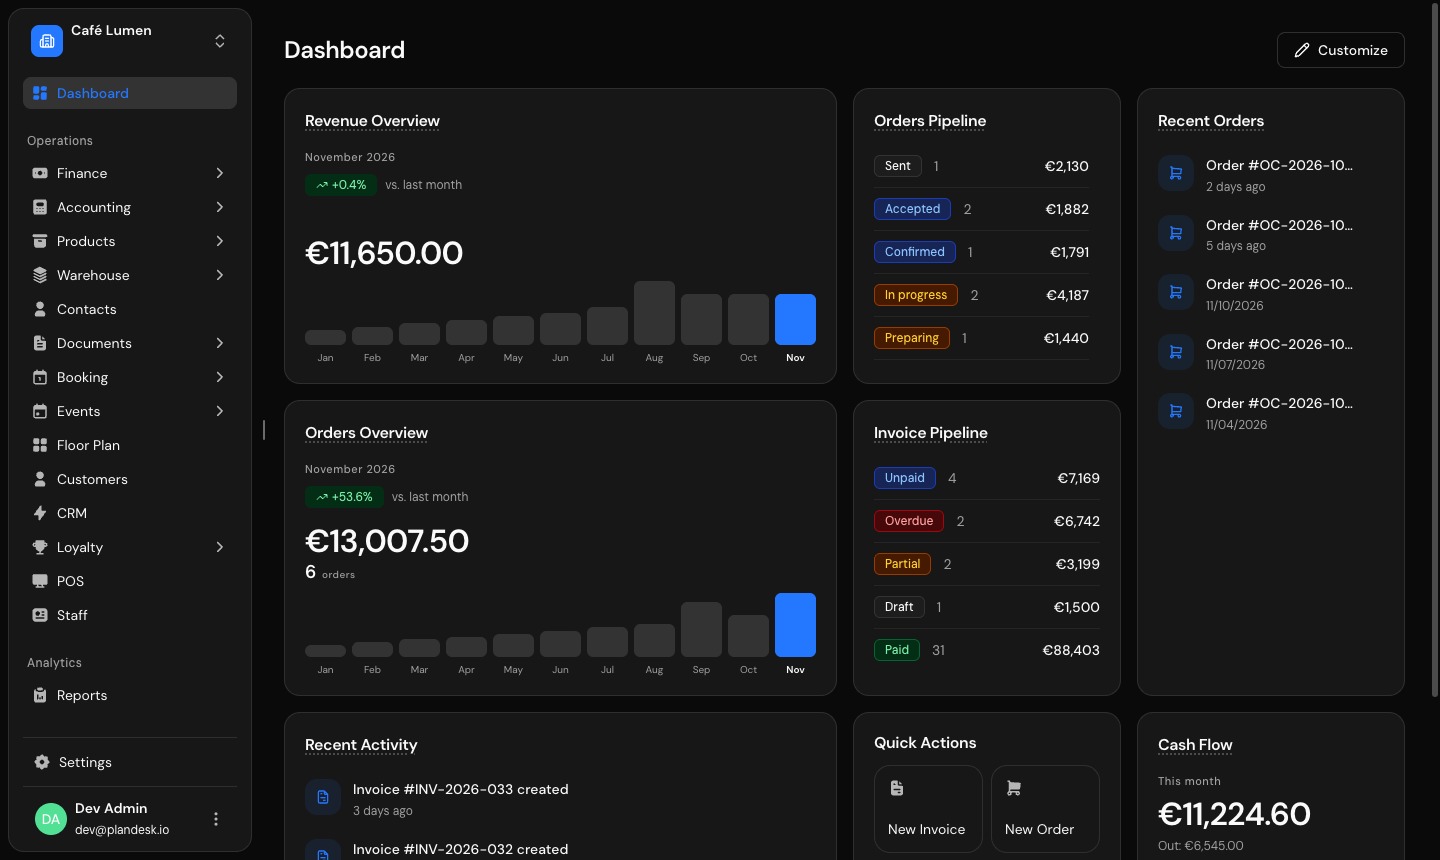 Café Lumen
Dashboard
Operations
Finance
Accounting
Products
Warehouse
Contacts
Documents
Booking
Events
Floor Plan
Customers
CRM
Loyalty
POS
Staff
Analytics
Reports
Settings
DA
Dev Admin
dev@plandesk.io
Dashboard
Customize
Revenue Overview
November 2026
+0.4% vs. last month
€11,650.00
Jan Feb Mar Apr May Jun Jul Aug Sep Oct Nov
Orders Pipeline
Sent 1 €2,130
Accepted 2 €1,882
Confirmed 1 €1,791
In progress 2 €4,187
Preparing 1 €1,440
Recent Orders
Order #OC-2026-10...
2 days ago
Order #OC-2026-10...
5 days ago
Order #OC-2026-10...
11/10/2026
Order #OC-2026-10...
11/07/2026
Order #OC-2026-10...
11/04/2026
Orders Overview
November 2026
+53.6% vs. last month
€13,007.50
6 orders
Jan Feb Mar Apr May Jun Jul Aug Sep Oct Nov
Invoice Pipeline
Unpaid 4 €7,169
Overdue 2 €6,742
Partial 2 €3,199
Draft 1 €1,500
Paid 31 €88,403
Recent Activity
Invoice #INV-2026-033 created
3 days ago
Invoice #INV-2026-032 created
Quick Actions
New Invoice
New Order
Cash Flow
This month
€11,224.60
Out: €6,545.00